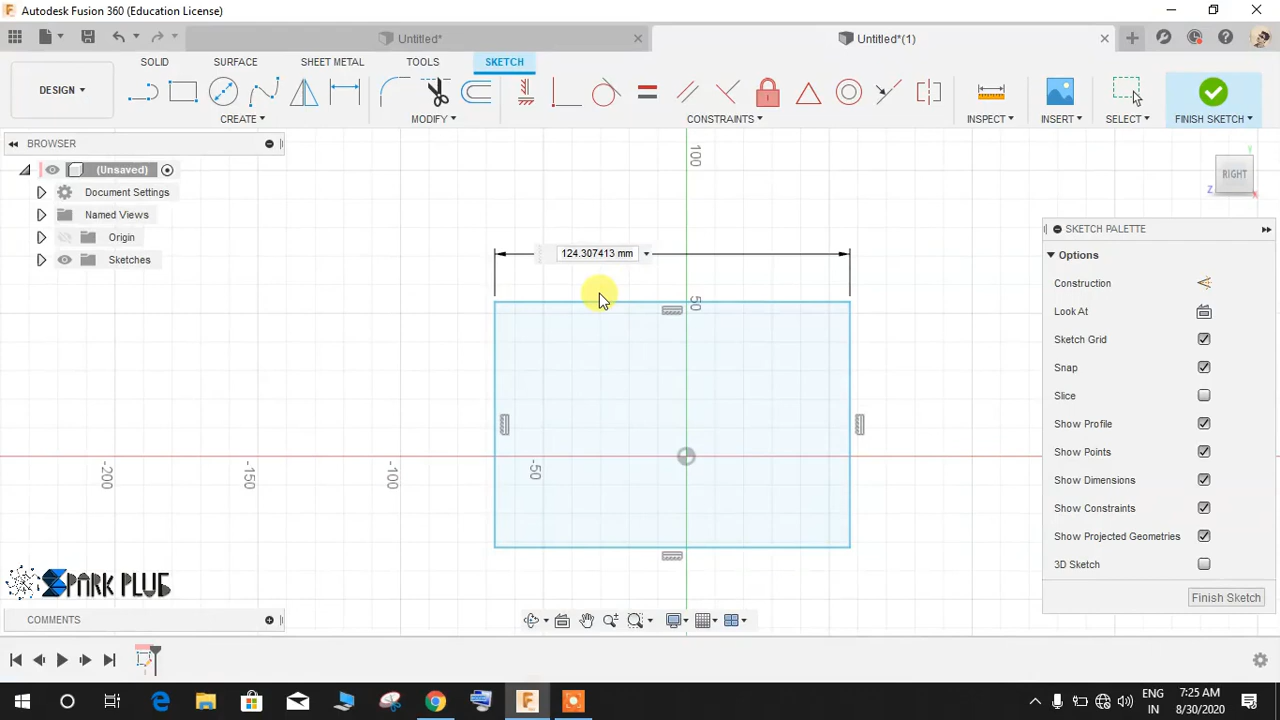 Autodesk Fusion 360 (Education License)
Untitled*
Untitled*(1)
SOLID SURFACE SHEET METAL TOOLS SKETCH
DESIGN
CREATE MODIFY CONSTRAINTS INSPECT INSERT SELECT FINISH SKETCH
BROWSER
(Unsaved)
Document Settings
Named Views
Origin
Sketches
100
50
124.307413 mm
-200
-150
-100
-50
Y
RIGHT
Z
X
SKETCH PALETTE
Options
Construction
Look At
Sketch Grid
Snap
Slice
Show Profile
Show Points
Show Dimensions
Show Constraints
Show Projected Geometries
3D Sketch
Finish Sketch
SPARK PLUG
COMMENTS
ENG
IN
7:25 AM
8/30/2020